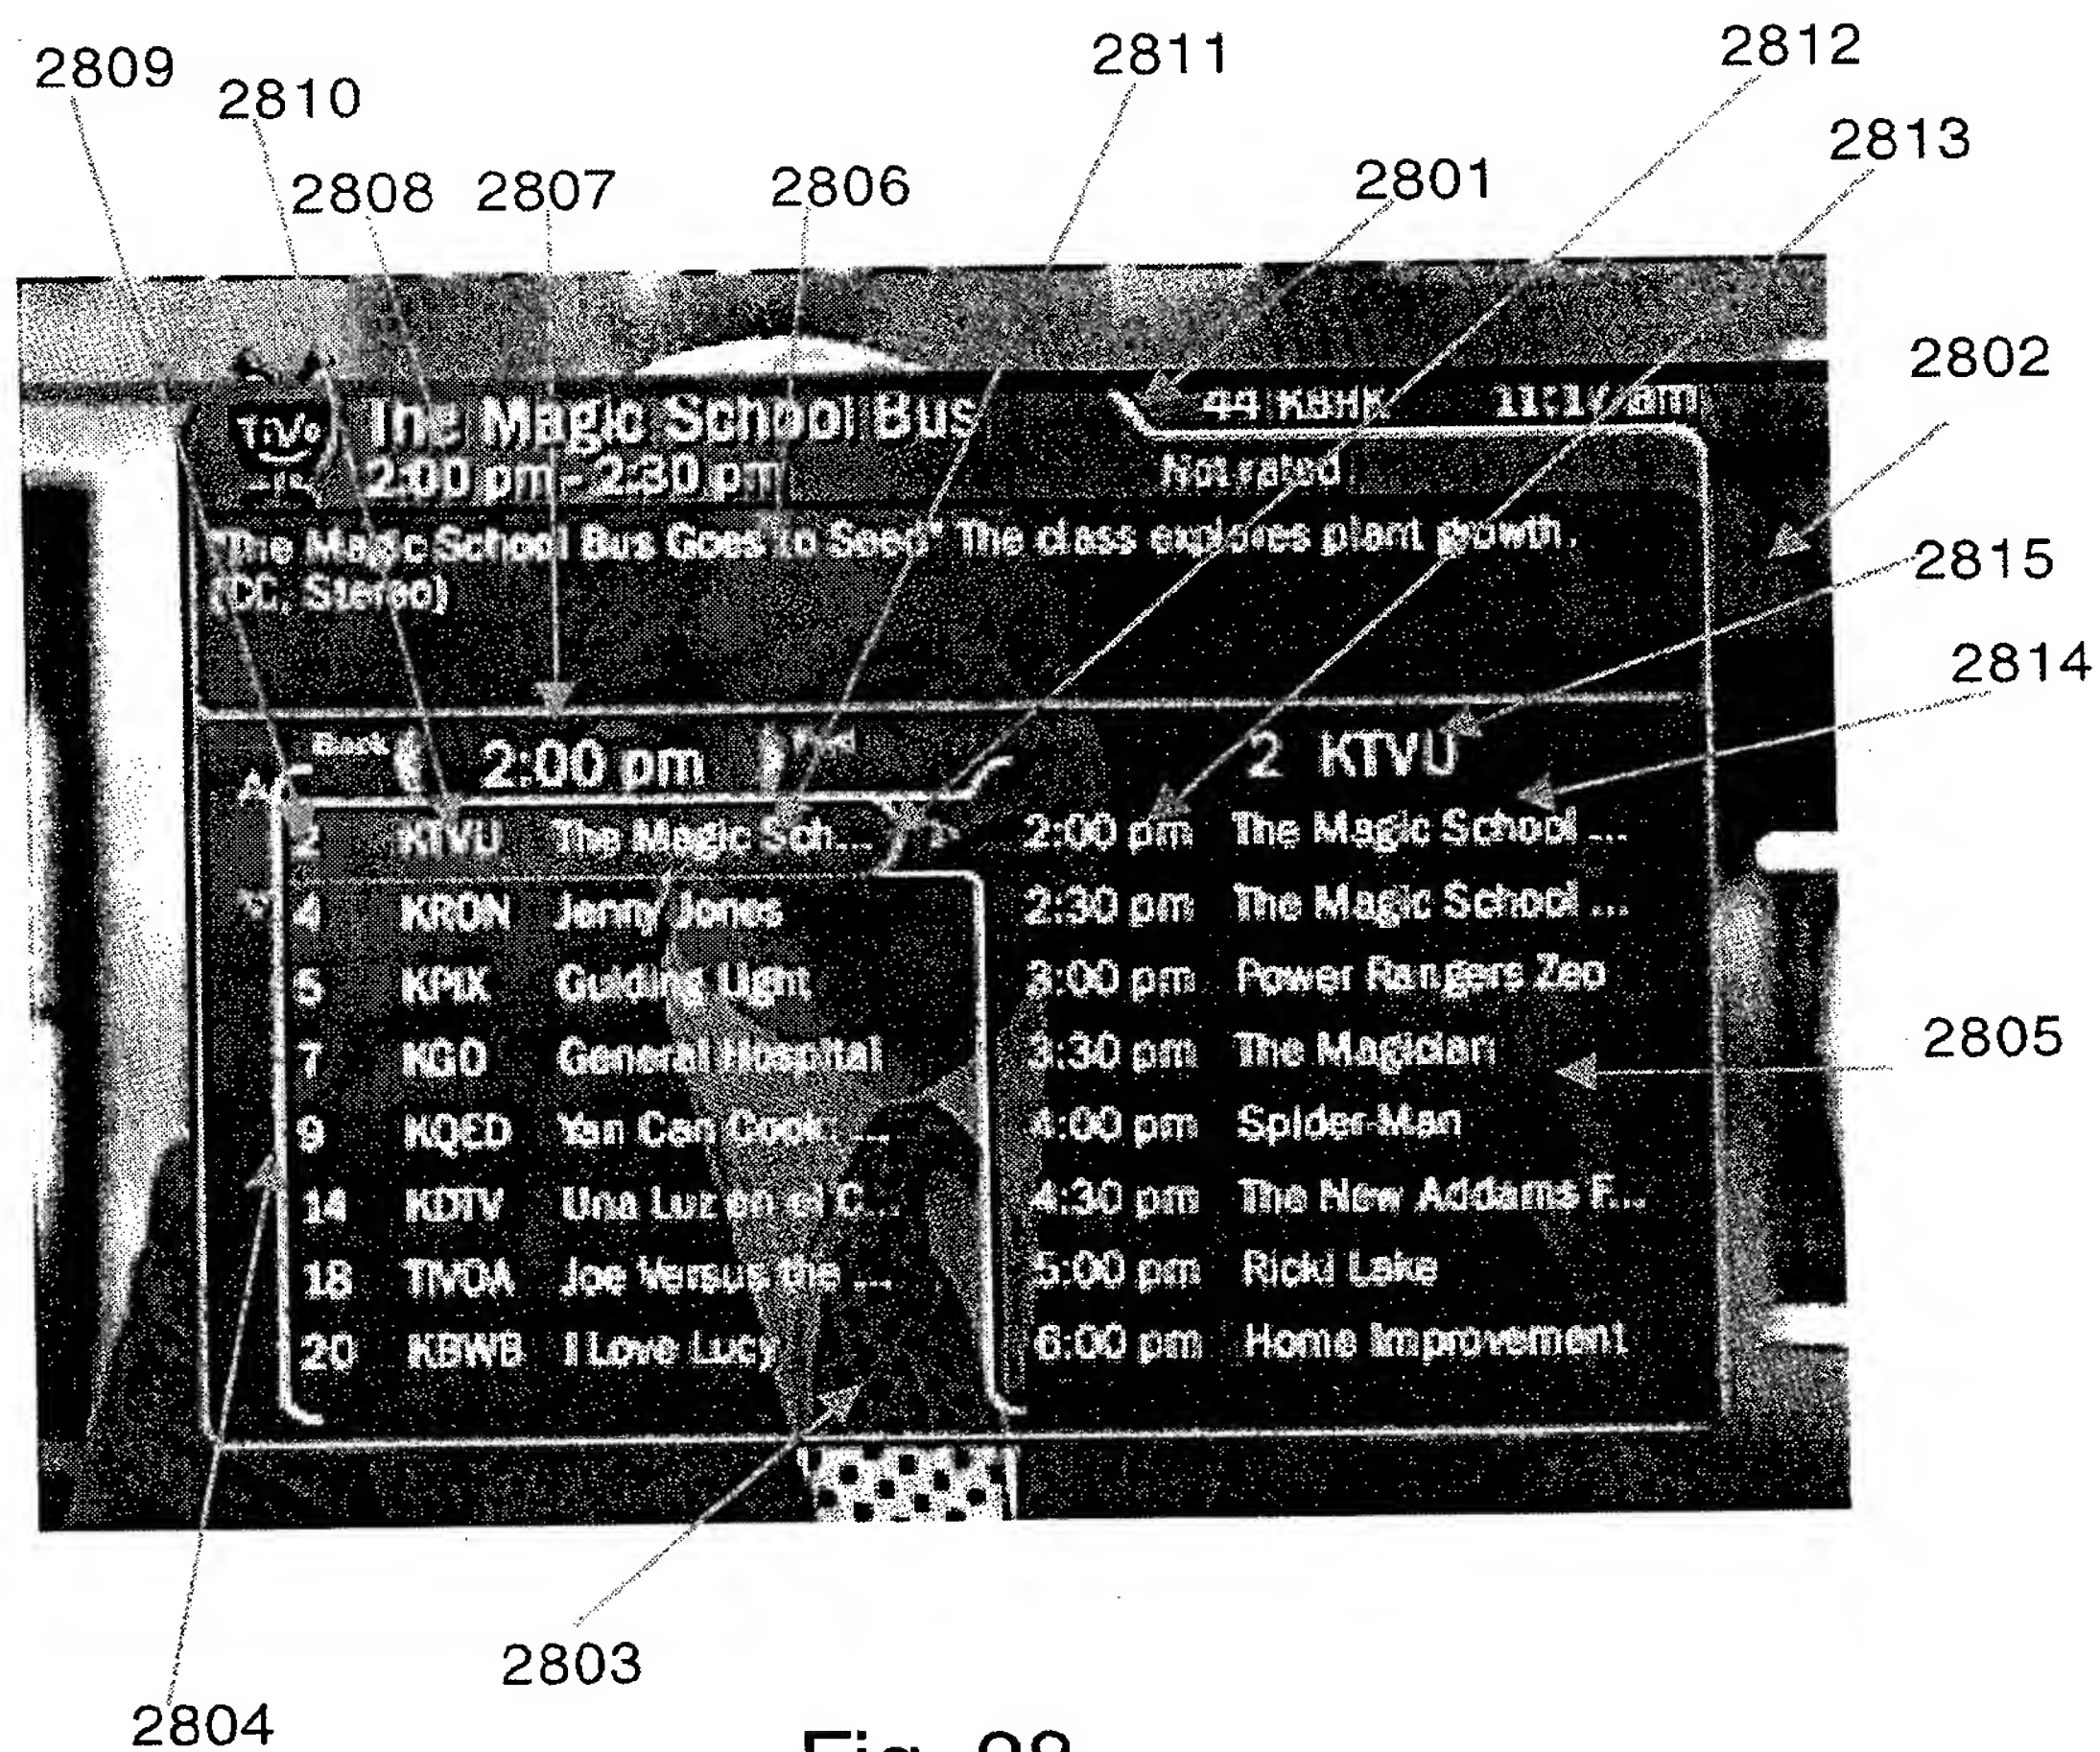 2811
2812
2809
2810
2813
2808 2807 2806 2801
2802
TiVo The Magic School Bus 44 KBHK
2:00 pm - 2:30 pm Not rated
"The Magic School Bus Goes to Seed" The class explores plant growth.
(CC, Stereo)
2815
2814
Back 2:00 pm 2 KTVU
2 KTVU The Magic Sch... 2:00 pm The Magic School ...
4 KRON Jenny Jones 2:30 pm The Magic School ...
5 KPIX Guiding Light 3:00 pm Power Rangers Zeo
7 KGO General Hospital 3:30 pm The Magician
2805
9 KQED Yan Can Cook: ... 4:00 pm Spider-Man
14 KDTV Una Luz en el C... 4:30 pm The New Addams F...
18 TIVOA Joe Versus the ... 5:00 pm Ricki Lake
20 KBWB I Love Lucy 6:00 pm Home Improvement
2803
2804
Fig. 28